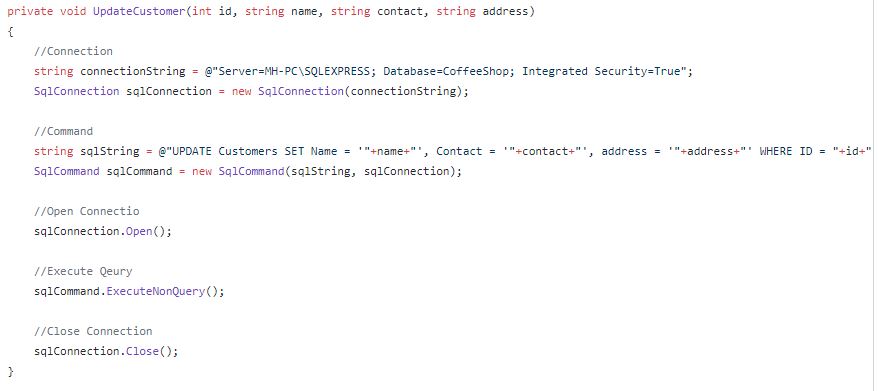 private void UpdateCustomer(int id, string name, string contact, string address)
{
//Connection
string connectionString = @"Server=MH-PC\SQLEXPRESS; Database=CoffeeShop; Integrated Security=True";
SqlConnection sqlConnection = new SqlConnection(connectionString);
//Command
string sqlString = @"UPDATE Customers SET Name = '"+name+"', Contact = '"+contact+"', address = '"+address+"' WHERE ID = "+id+"
SqlCommand sqlCommand = new SqlCommand(sqlString, sqlConnection);
//Open Connectio
sqlConnection.Open();
//Execute Qeury
sqlCommand.ExecuteNonQuery();
//Close Connection
sqlConnection.Close();
}